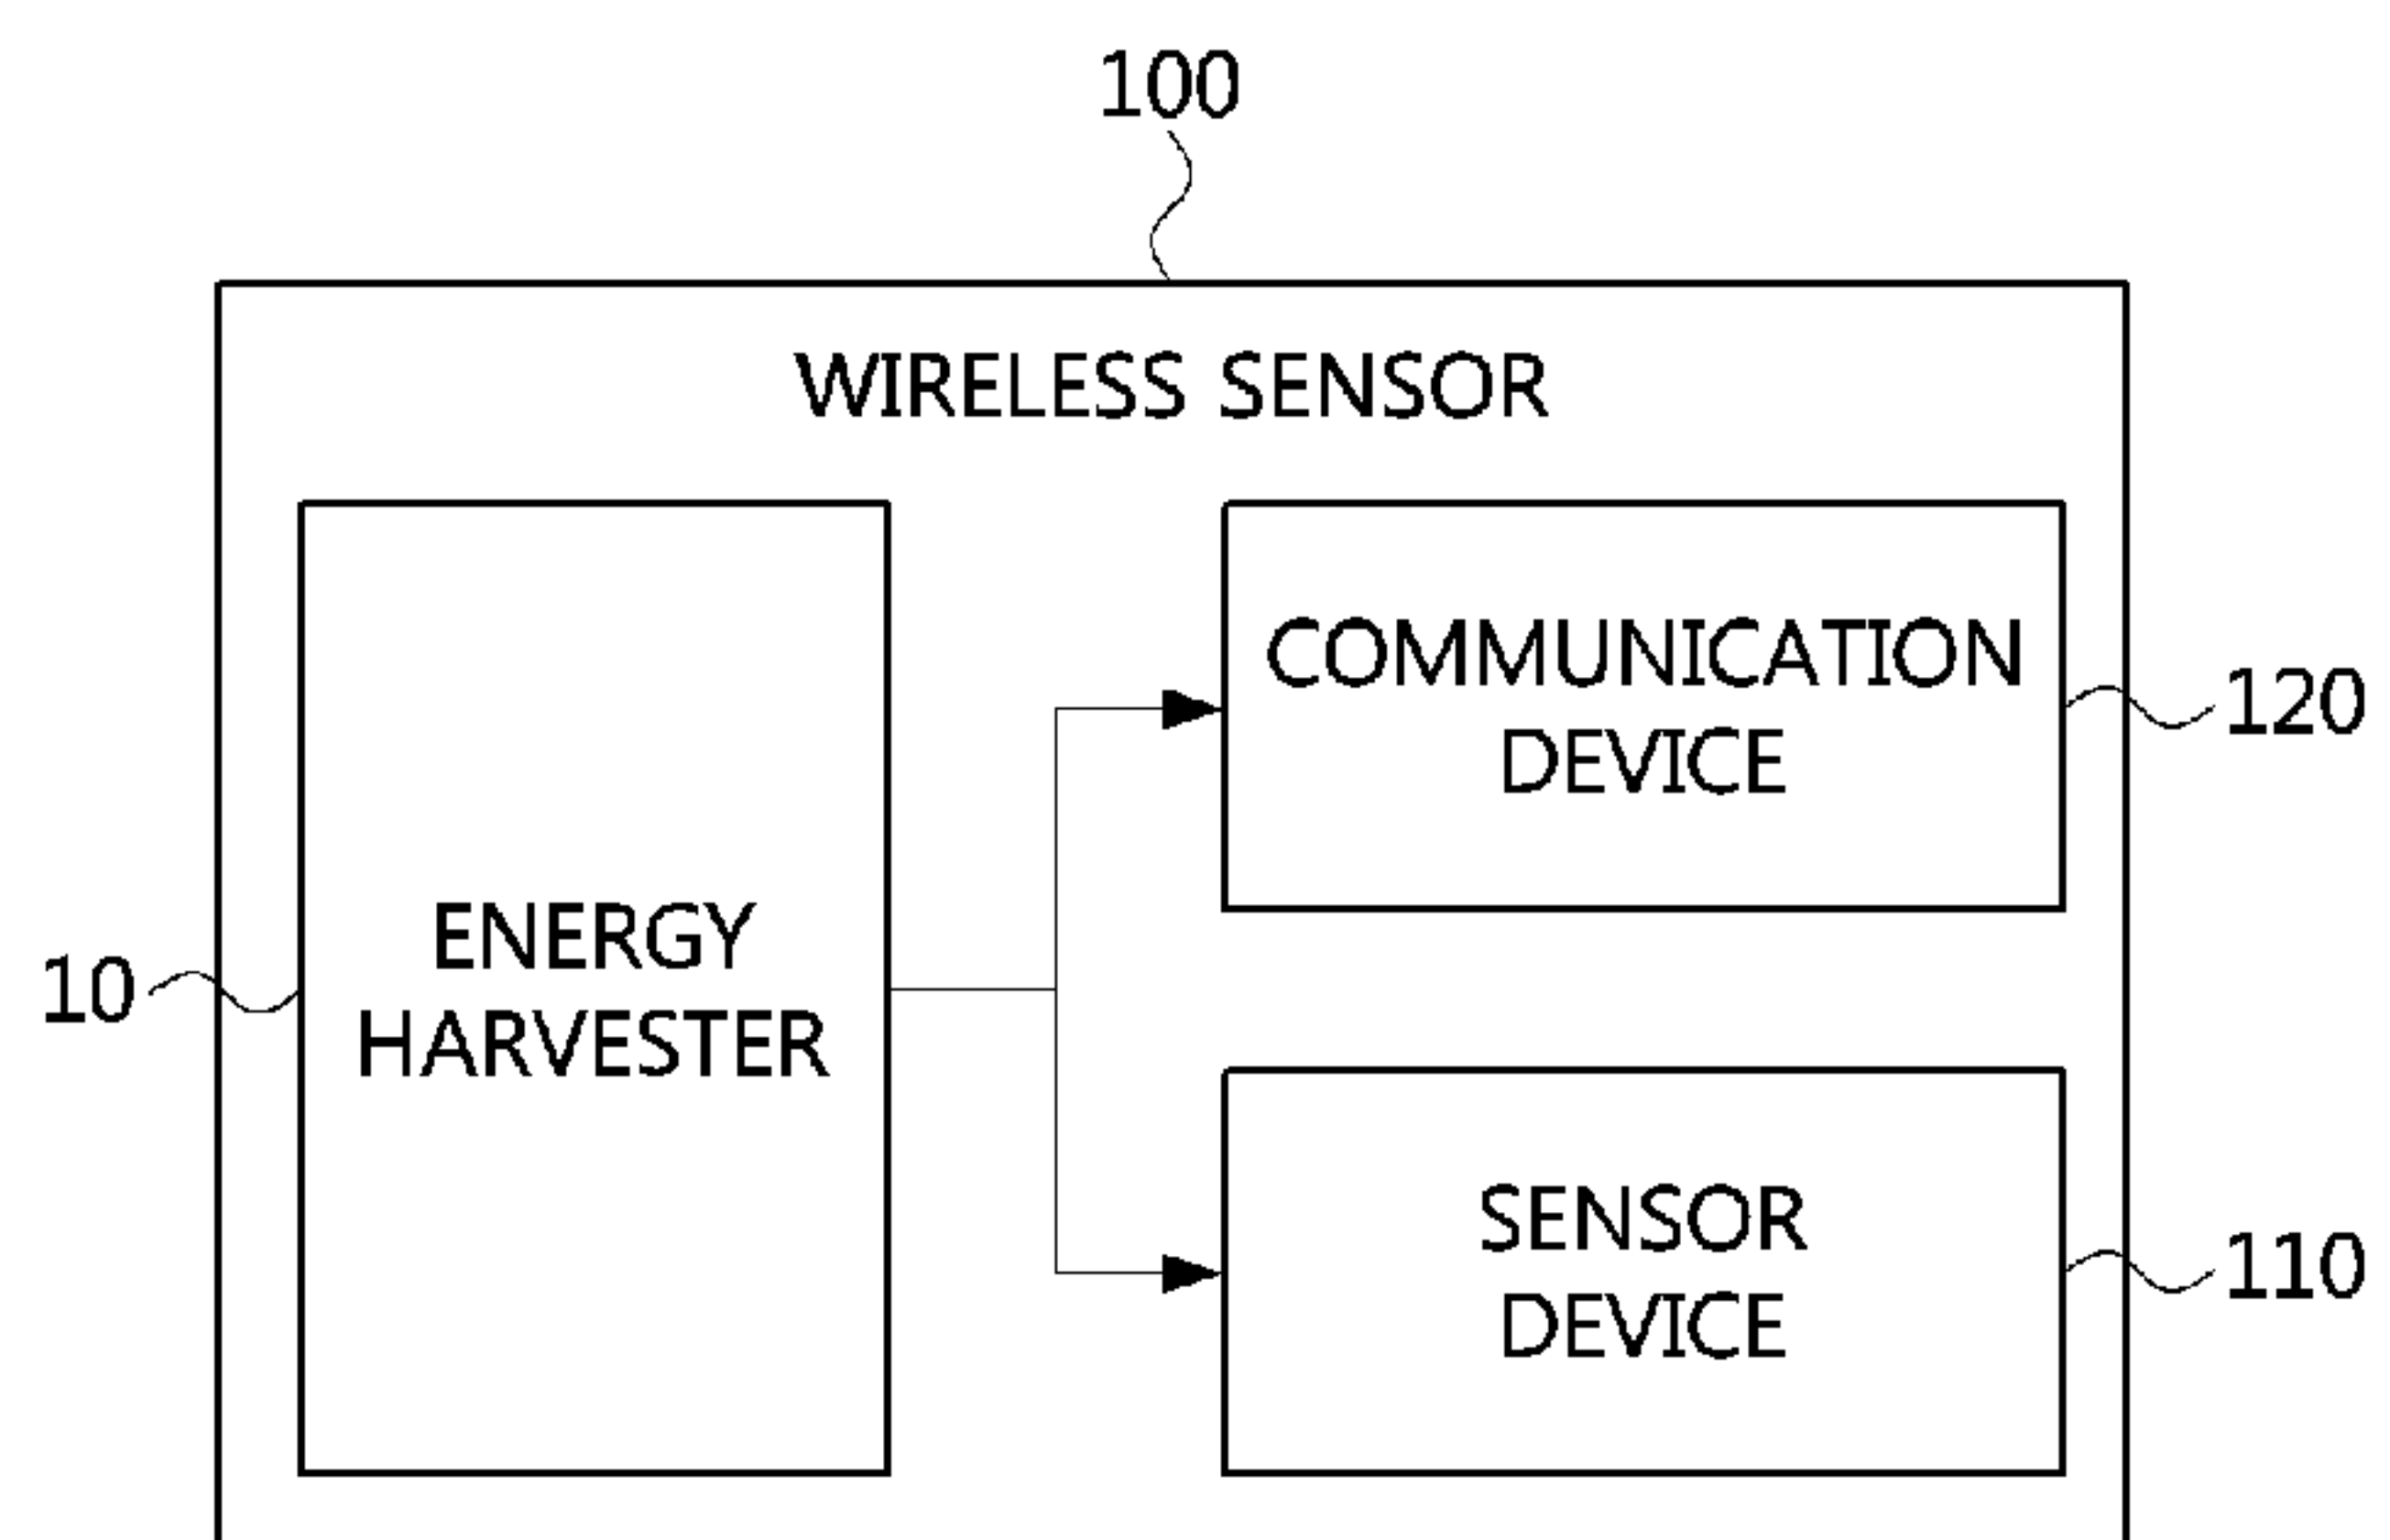 100
WIRELESS SENSOR
COMMUNICATION
DEVICE
120
ENERGY
HARVESTER
10
SENSOR
DEVICE
110